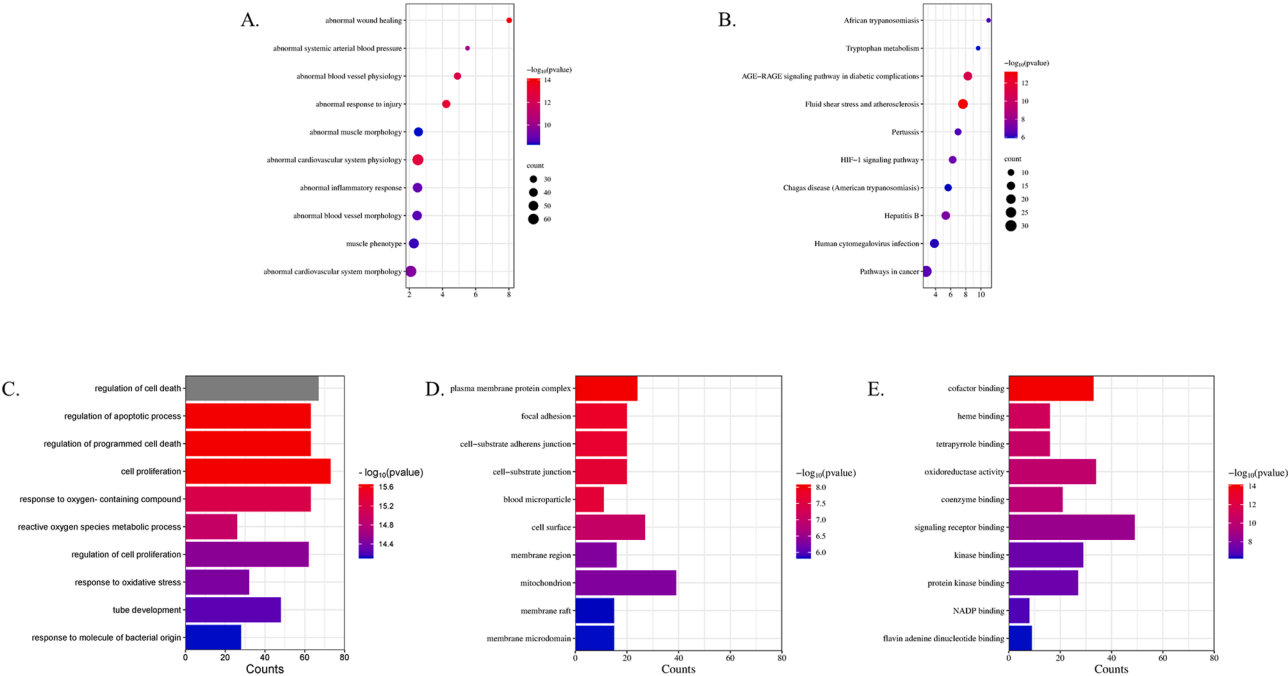 A.
abnormal wound healing
abnormal systemic arterial blood pressure
abnormal blood vessel physiology
abnormal response to injury
abnormal muscle morphology
abnormal cardiovascular system physiology
abnormal inflammatory response
abnormal blood vessel morphology
muscle phenotype
abnormal cardiovascular system morphology
2 4 6 8
−log10(pvalue)
14
12
10
count
30
40
50
60
B.
African trypanosomiasis
Tryptophan metabolism
AGE-RAGE signaling pathway in diabetic complications
Fluid shear stress and atherosclerosis
Pertussis
HIF−1 signaling pathway
Chagas disease (American trypanosomiasis)
Hepatitis B
Human cytomegalovirus infection
Pathways in cancer
4 6 8 10
−log10(pvalue)
12
10
8
6
count
10
15
20
25
30
C.
regulation of cell death
regulation of apoptotic process
regulation of programmed cell death
cell proliferation
response to oxygen- containing compound
reactive oxygen species metabolic process
regulation of cell proliferation
response to oxidative stress
tube development
response to molecule of bacterial origin
0 20 40 60 80
Counts
- log10(pvalue)
15.6
15.2
14.8
14.4
D.
plasma membrane protein complex
focal adhesion
cell−substrate adherens junction
cell−substrate junction
blood microparticle
cell surface
membrane region
mitochondrion
membrane raft
membrane microdomain
0 20 40 60 80
Counts
−log10(pvalue)
8.0
7.5
7.0
6.5
6.0
E.
cofactor binding
heme binding
tetrapyrrole binding
oxidoreductase activity
coenzyme binding
signaling receptor binding
kinase binding
protein kinase binding
NADP binding
flavin adenine dinucleotide binding
0 20 40 60 80
Counts
−log10(pvalue)
14
12
10
8